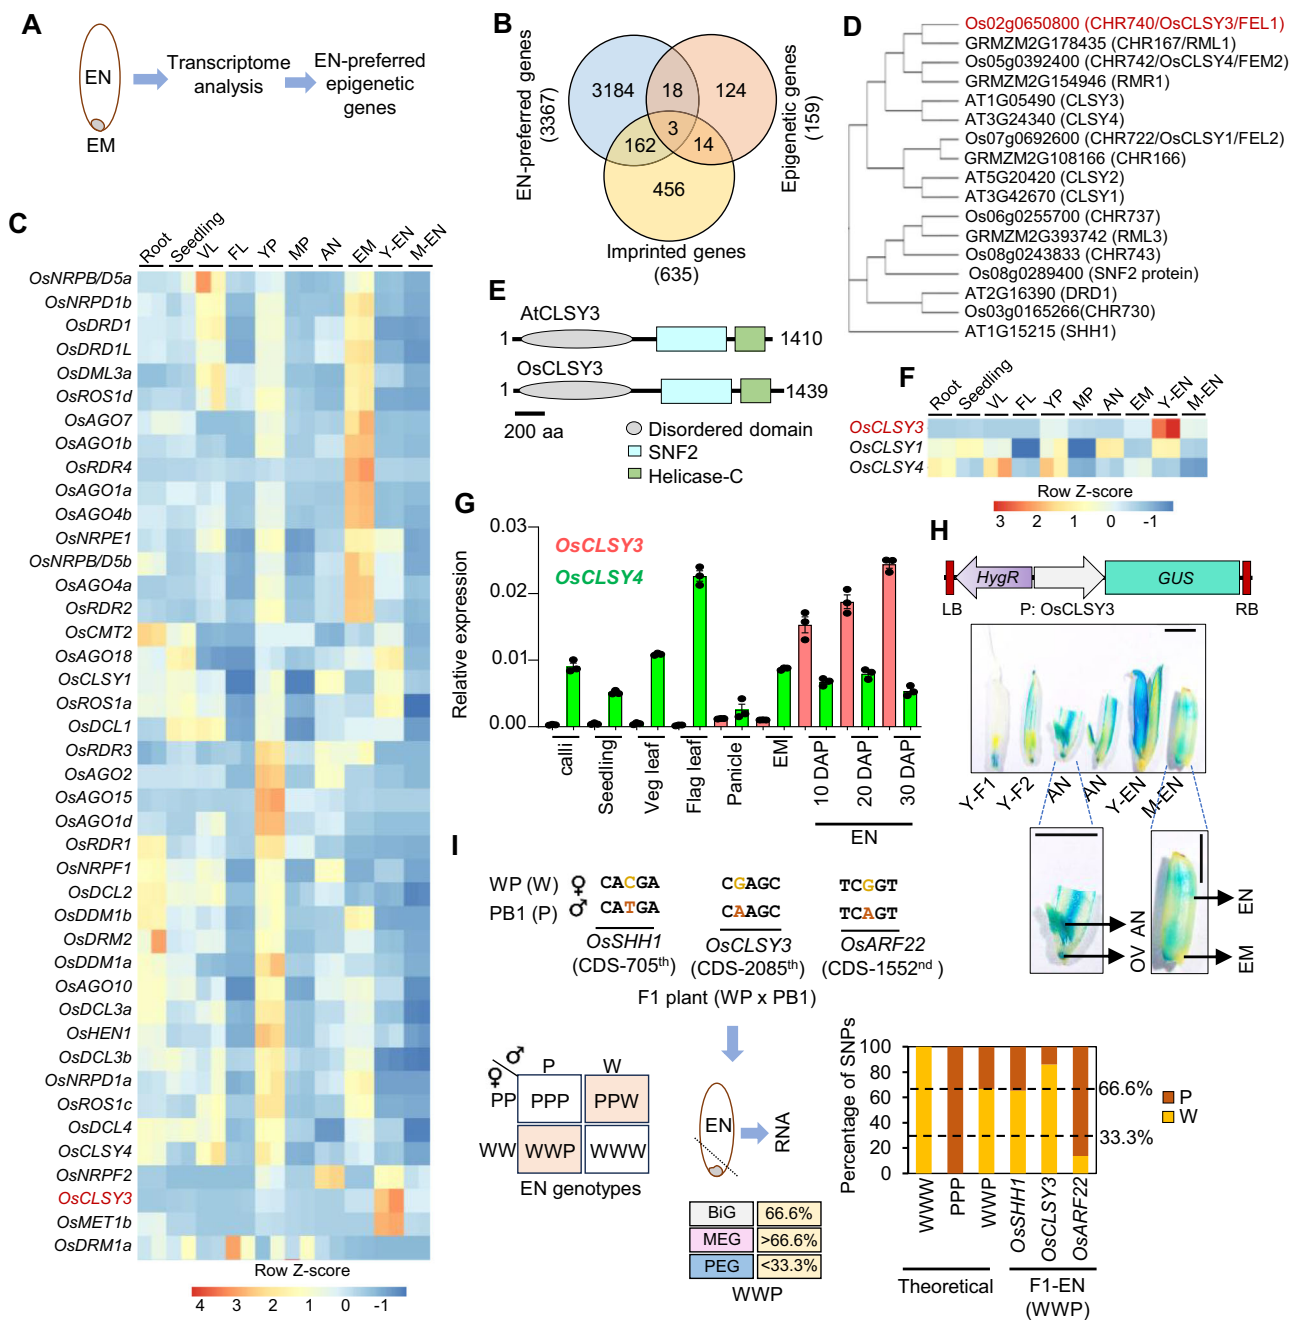 A
EN
EM
Transcriptome
analysis
EN-preferred
epigenetic
genes
B
EN-preferred genes
(3367)
Epigenetic genes
(159)
3184
18
124
3
162
14
456
Imprinted genes
(635)
C
Root
Seedling
VL
FL
YP
MP
AN
EM
Y-EN
M-EN
OsNRPB/D5a
OsNRPD1b
OsDRD1
OsDRD1L
OsDML3a
OsROS1d
OsAGO7
OsAGO1b
OsRDR4
OsAGO1a
OsAGO4b
OsNRPE1
OsNRPB/D5b
OsAGO4a
OsRDR2
OsCMT2
OsAGO18
OsCLSY1
OsROS1a
OsDCL1
OsRDR3
OsAGO2
OsAGO15
OsAGO1d
OsRDR1
OsNRPF1
OsDCL2
OsDDM1b
OsDRM2
OsDDM1a
OsAGO10
OsDCL3a
OsHEN1
OsDCL3b
OsNRPD1a
OsROS1c
OsDCL4
OsCLSY4
OsNRPF2
OsCLSY3
OsMET1b
OsDRM1a
Row Z-score
4 3 2 1 0 -1
D
Os02g0650800 (CHR740/OsCLSY3/FEL1)
GRMZM2G178435 (CHR167/RML1)
Os05g0392400 (CHR742/OsCLSY4/FEM2)
GRMZM2G154946 (RMR1)
AT1G05490 (CLSY3)
AT3G24340 (CLSY4)
Os07g0692600 (CHR722/OsCLSY1/FEL2)
GRMZM2G108166 (CHR166)
AT5G20420 (CLSY2)
AT3G42670 (CLSY1)
Os06g0255700 (CHR737)
GRMZM2G393742 (RML3)
Os08g0243833 (CHR743)
Os08g0289400 (SNF2 protein)
AT2G16390 (DRD1)
Os03g0165266(CHR730)
AT1G15215 (SHH1)
E
AtCLSY3
1 1410
OsCLSY3
1 1439
200 aa
Disordered domain
SNF2
Helicase-C
F
Root
Seedling
VL
FL
YP
MP
AN
EM
Y-EN
M-EN
OsCLSY3
OsCLSY1
OsCLSY4
Row Z-score
3 2 1 0 -1
G
Relative expression
0.03
0.02
0.01
0.00
OsCLSY3
OsCLSY4
calli
Seedling
Veg leaf
Flag leaf
Panicle
EM
10 DAP
20 DAP
30 DAP
EN
H
HygR
GUS
LB
P: OsCLSY3
RB
Y-F1
Y-F2
AN
AN
Y-EN
M-EN
AN
OV
EN
EM
I
WP (W) ♀ CACGA CGAGC TCGGT
PB1 (P) ♂ CATGA CAAGC TCAGT
OsSHH1 OsCLSY3 OsARF22
(CDS-705th) (CDS-2085th) (CDS-1552nd )
F1 plant (WP x PB1)
♂ P W
♀
PP PPP PPW
WW WWP WWW
EN genotypes
EN
RNA
BiG 66.6%
MEG >66.6%
PEG <33.3%
WWP
Percentage of SNPs
100
80
60
40
20
0
66.6%
33.3%
P
W
WWW
PPP
WWP
OsSHH1
OsCLSY3
OsARF22
Theoretical
F1-EN
(WWP)